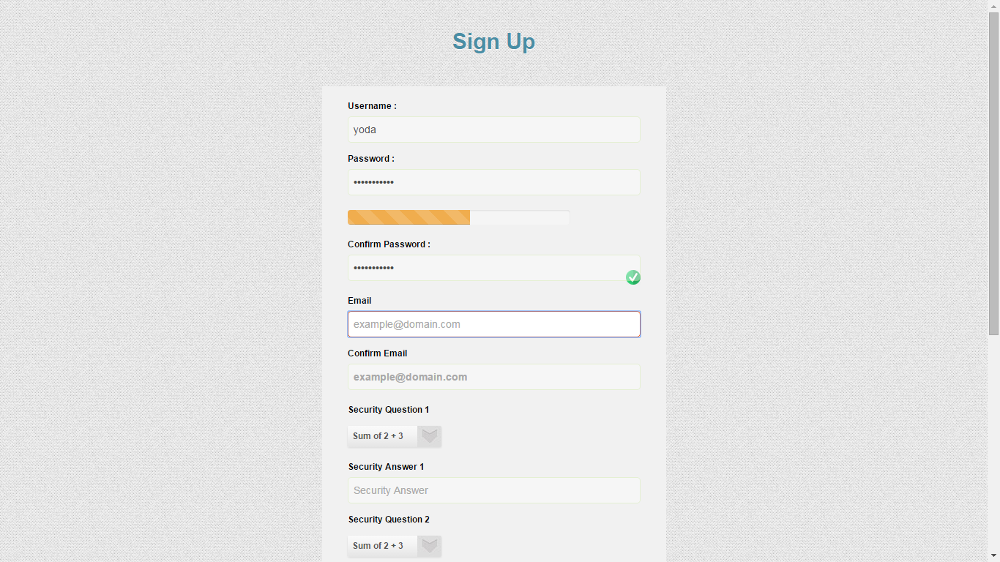 Sign Up
Username :
yoda
Password :
•••••••••••
Confirm Password :
•••••••••••
Email
example@domain.com
Confirm Email
example@domain.com
Security Question 1
Sum of 2 + 3
Security Answer 1
Security Answer
Security Question 2
Sum of 2 + 3